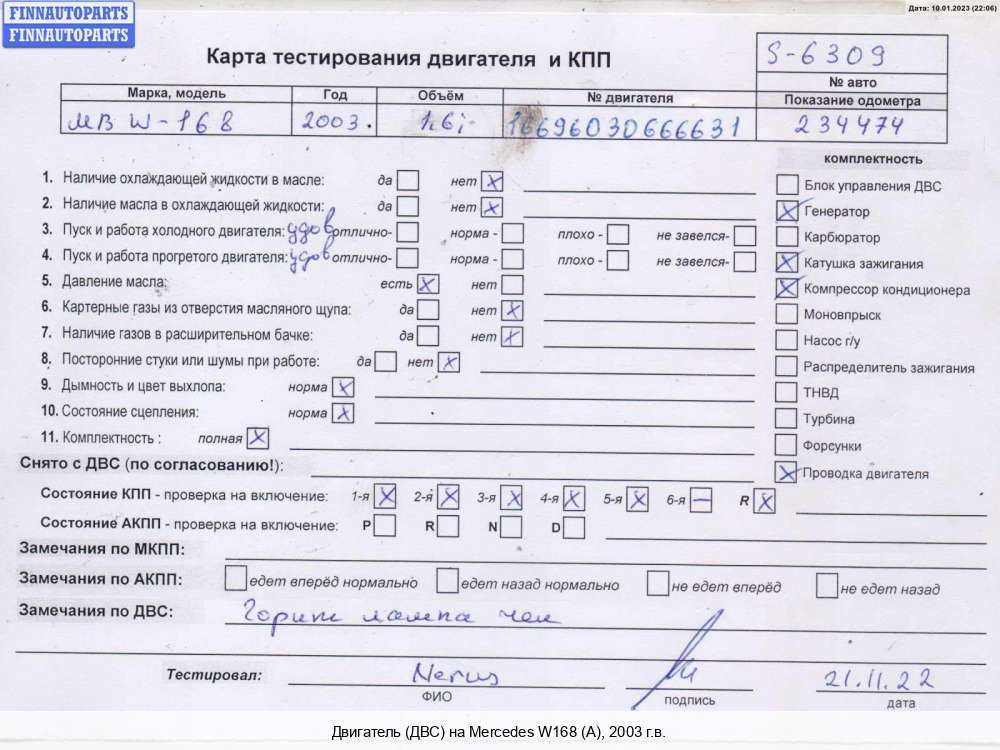 FINNAUTOPARTS
FINNAUTOPARTS
Дата: 10.01.2023 (22:06)
Карта тестирования двигателя и КПП
S-6309
№ авто
Марка, модель Год Объём № двигателя Показание одометра
МВ W-168 2003. 1,6i 16696030666631 234474
комплектность
1. Наличие охлаждающей жидкости в масле: да нет X
Блок управления ДВС
2. Наличие масла в охлаждающей жидкости: да нет X
X Генератор
3. Пуск и работа холодного двигателя: удов отлично- норма - плохо - не завелся-
Карбюратор
4. Пуск и работа прогретого двигателя: удов отлично- норма - плохо - не завелся-
X Катушка зажигания
5. Давление масла: есть X нет
X Компрессор кондиционера
6. Картерные газы из отверстия масляного щупа: да нет X
Моновпрыск
7. Наличие газов в расширительном бачке: да нет X
Насос г/у
8. Посторонние стуки или шумы при работе: да нет X
Распределитель зажигания
9. Дымность и цвет выхлопа: норма X
ТНВД
10. Состояние сцепления: норма X
Турбина
11. Комплектность : полная X
Форсунки
Снято с ДВС (по согласованию!):
X Проводка двигателя
Состояние КПП - проверка на включение: 1-я X 2-я X 3-я X 4-я X 5-я X 6-я — R X
Состояние АКПП - проверка на включение: P R N D
Замечания по МКПП:
Замечания по АКПП: едет вперёд нормально едет назад нормально не едет вперёд не едет назад
Замечания по ДВС: Горит лампа чек
Тестировал: 21.11.22
ФИО подпись дата
Двигатель (ДВС) на Mercedes W168 (A), 2003 г.в.